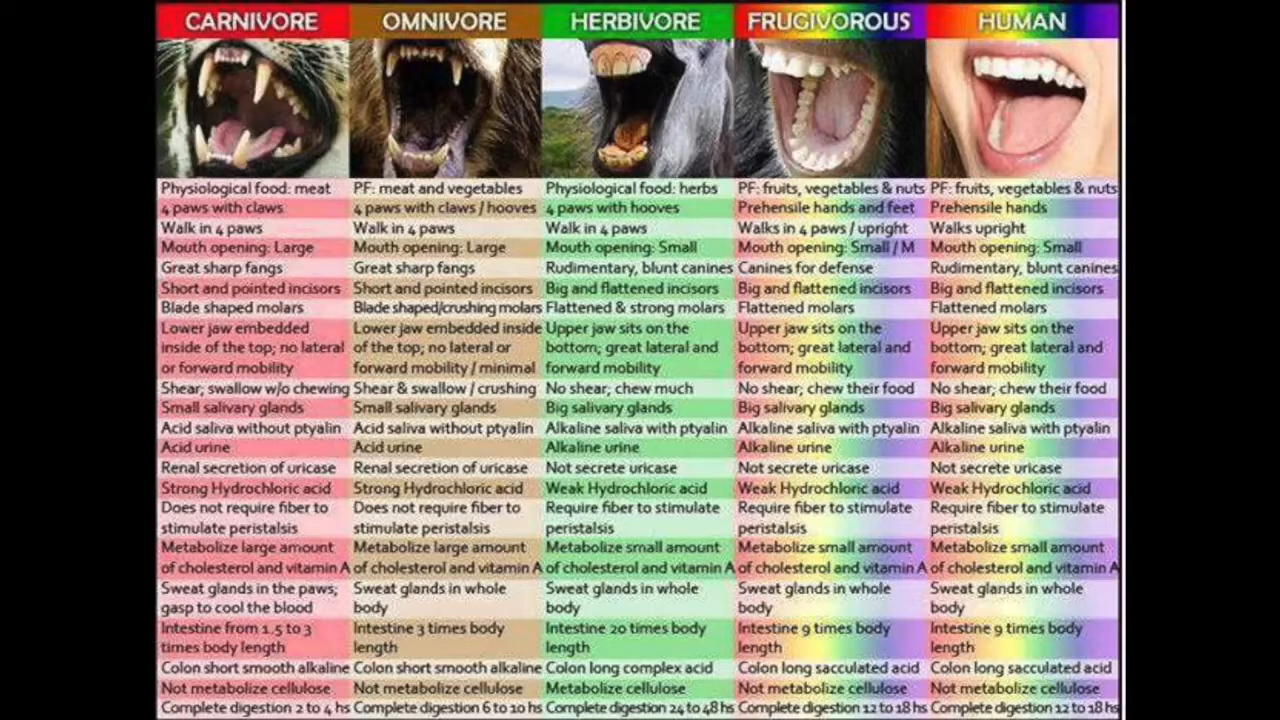 CARNIVORE OMNIVORE HERBIVORE FRUGIVOROUS HUMAN
Physiological food: meat PF: meat and vegetables Physiological food: herbs PF: fruits, vegetables & nuts PF: fruits, vegetables & nuts
4 paws with claws 4 paws with claws / hooves 4 paws with hooves Prehensile hands and feet Prehensile hands
Walk in 4 paws Walk in 4 paws Walk in 4 paws Walks in 4 paws / upright Walks upright
Mouth opening: Large Mouth opening: Large Mouth opening: Small Mouth opening: Small / M Mouth opening: Small
Great sharp fangs Great sharp fangs Rudimentary, blunt canines Canines for defense Rudimentary, blunt canines
Short and pointed incisors Short and pointed incisors Big and flattened incisors Big and flattened incisors Big and flattened incisors
Blade shaped molars Blade shaped/crushing molars Flattened & strong molars Flattened molars Flattened molars
Lower jaw embedded Lower jaw embedded inside Upper jaw sits on the Upper jaw sits on the Upper jaw sits on the
inside of the top; no lateral of the top; no lateral or bottom; great lateral and bottom; great lateral and bottom; great lateral and
or forward mobility forward mobility / minimal forward mobility forward mobility forward mobility
Shear; swallow w/o chewing Shear & swallow / crushing No shear; chew much No shear; chew their food No shear; chew their food
Small salivary glands Small salivary glands Big salivary glands Big salivary glands Big salivary glands
Acid saliva without ptyalin Acid saliva without ptyalin Alkaline saliva with ptyalin Alkaline saliva with ptyalin Alkaline saliva with ptyalin
Acid urine Acid urine Alkaline urine Alkaline urine Alkaline urine
Renal secretion of uricase Renal secretion of uricase Not secrete uricase Not secrete uricase Not secrete uricase
Strong Hydrochloric acid Strong Hydrochloric acid Weak Hydrochloric acid Weak Hydrochloric acid Weak Hydrochloric acid
Does not require fiber to Does not require fiber to Require fiber to stimulate Require fiber to stimulate Require fiber to stimulate
stimulate peristalsis stimulate peristalsis peristalsis peristalsis peristalsis
Metabolize large amount Metabolize large amount Metabolize small amount Metabolize small amount Metabolize small amount
of cholesterol and vitamin A of cholesterol and vitamin A of cholesterol and vitamin A of cholesterol and vitamin A of cholesterol and vitamin A
Sweat glands in the paws; Sweat glands in whole Sweat glands in whole Sweat glands in whole Sweat glands in whole
gasp to cool the blood body body body body
Intestine from 1.5 to 3 Intestine 3 times body Intestine 20 times body Intestine 9 times body Intestine 9 times body
times body length length length length length
Colon short smooth alkaline Colon short smooth alkaline Colon long complex acid Colon long sacculated acid Colon long sacculated acid
Not metabolize cellulose Not metabolize cellulose Metabolize cellulose Not metabolize cellulose Not metabolize cellulose
Complete digestion 2 to 4 hs Complete digestion 6 to 10 hs Complete digestion 24 to 48 hs Complete digestion 12 to 18 hs Complete digestion 12 to 18 hs